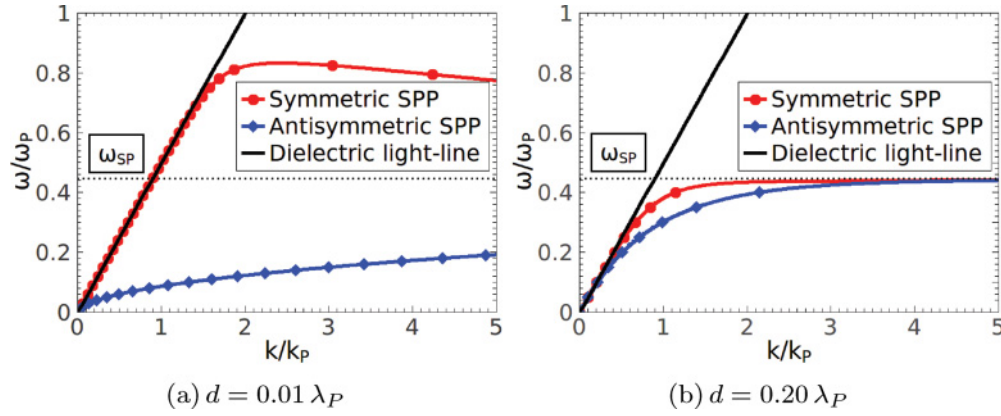 1
0.8
0.6
0.4
0.2
0
ω/ωP
Symmetric SPP
Antisymmetric SPP
Dielectric light-line
ωSP
0 1 2 3 4 5
k/kP
(a) d = 0.01 λP
1
0.8
0.6
0.4
0.2
0
ω/ωP
Symmetric SPP
Antisymmetric SPP
Dielectric light-line
ωSP
0 1 2 3 4 5
k/kP
(b) d = 0.20 λP